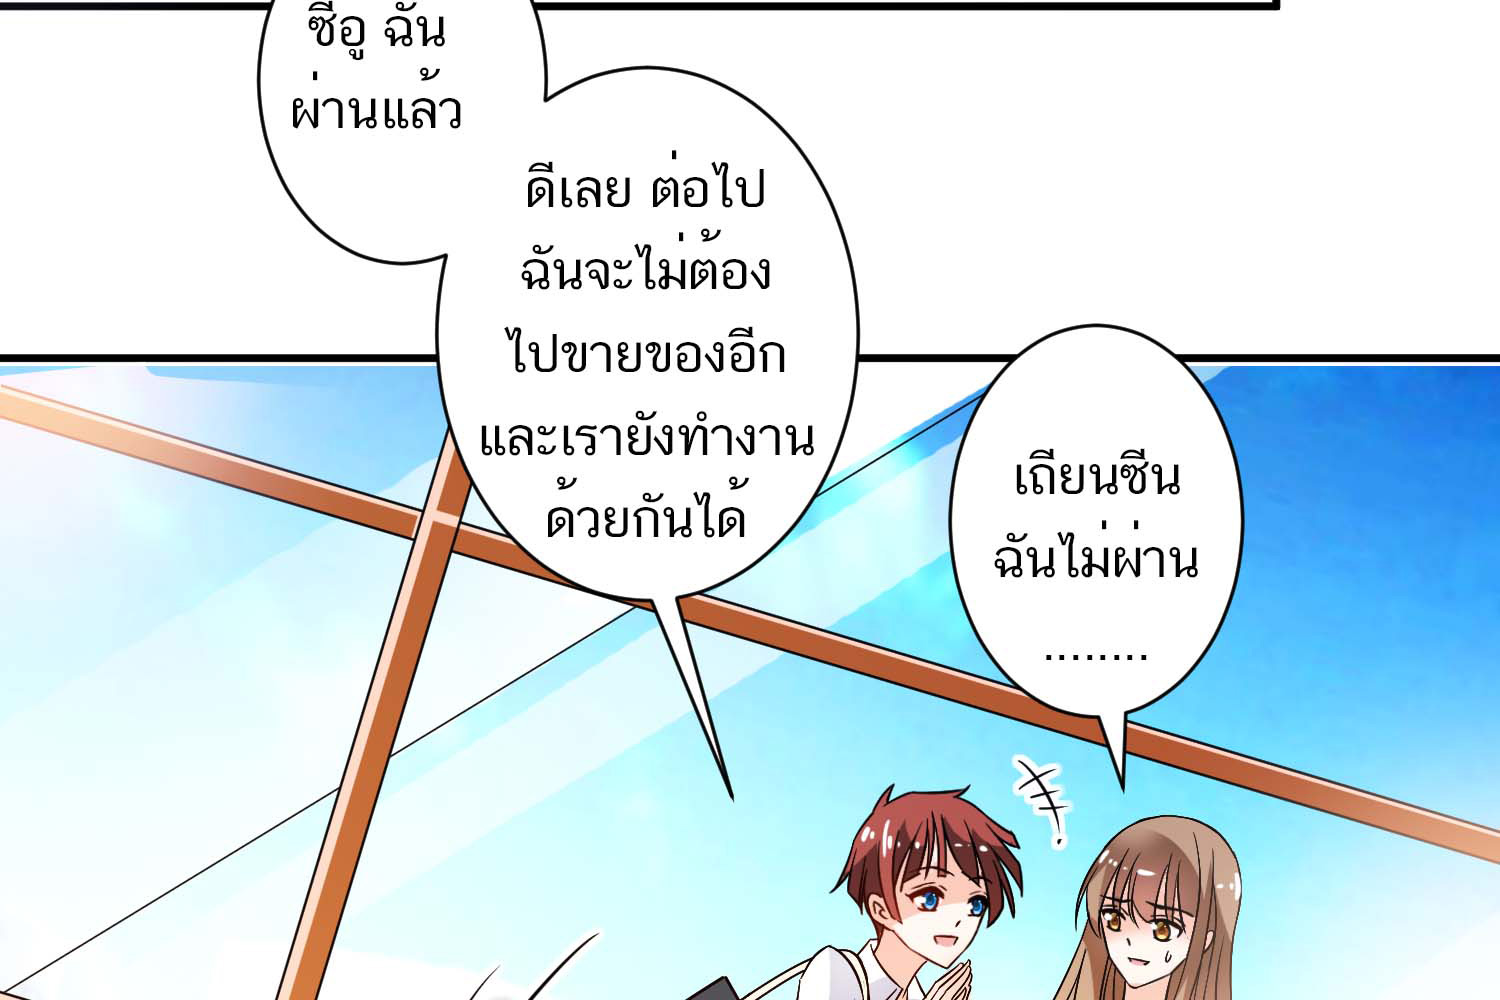 ซีอู ฉัน
ผ่านแล้ว
ดีเลย ต่อไป
ฉันจะไม่ต้อง
ไปขายของอีก
และเรายังทำงาน
ด้วยกันได้
เถียนซีน
ฉันไม่ผ่าน
........